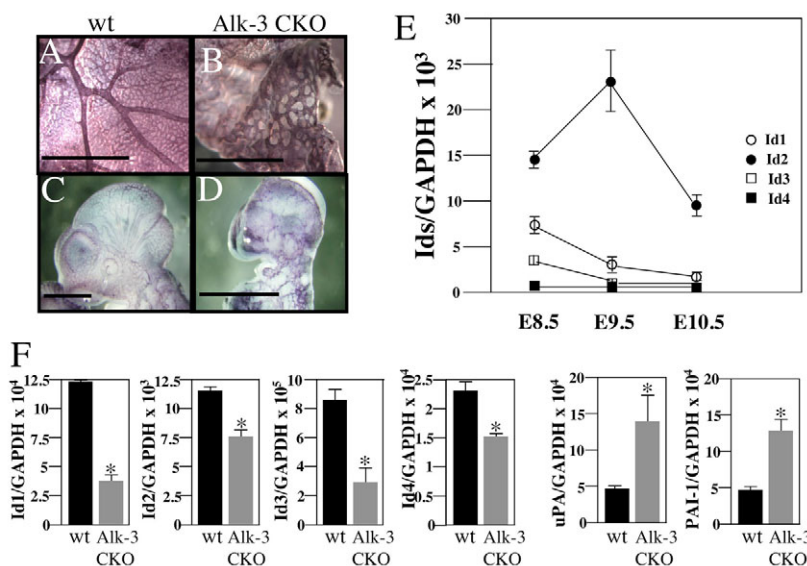 wt
Alk-3 CKO
A
B
C
D
E
Ids/GAPDH x 10³
30
25
20
15
10
5
0
E8.5
E9.5
E10.5
Id1
Id2
Id3
Id4
F
Id1/GAPDH x 10⁴
12.5
10
7.5
5
2.5
0
wt
Alk-3
CKO
*
Id2/GAPDH x 10³
12.5
10
7.5
5
2.5
0
wt
Alk-3
CKO
*
Id3/GAPDH x 10⁵
10
8
6
4
2
0
wt
Alk-3
CKO
*
Id4/GAPDH x 10⁴
2.5
2
1.5
1
.5
0
wt
Alk-3
CKO
*
uPA/GAPDH x 10⁴
20
15
10
5
0
wt
Alk-3
CKO
*
PAI-1/GAPDH x 10⁴
20
15
10
5
0
wt
Alk-3
CKO
*